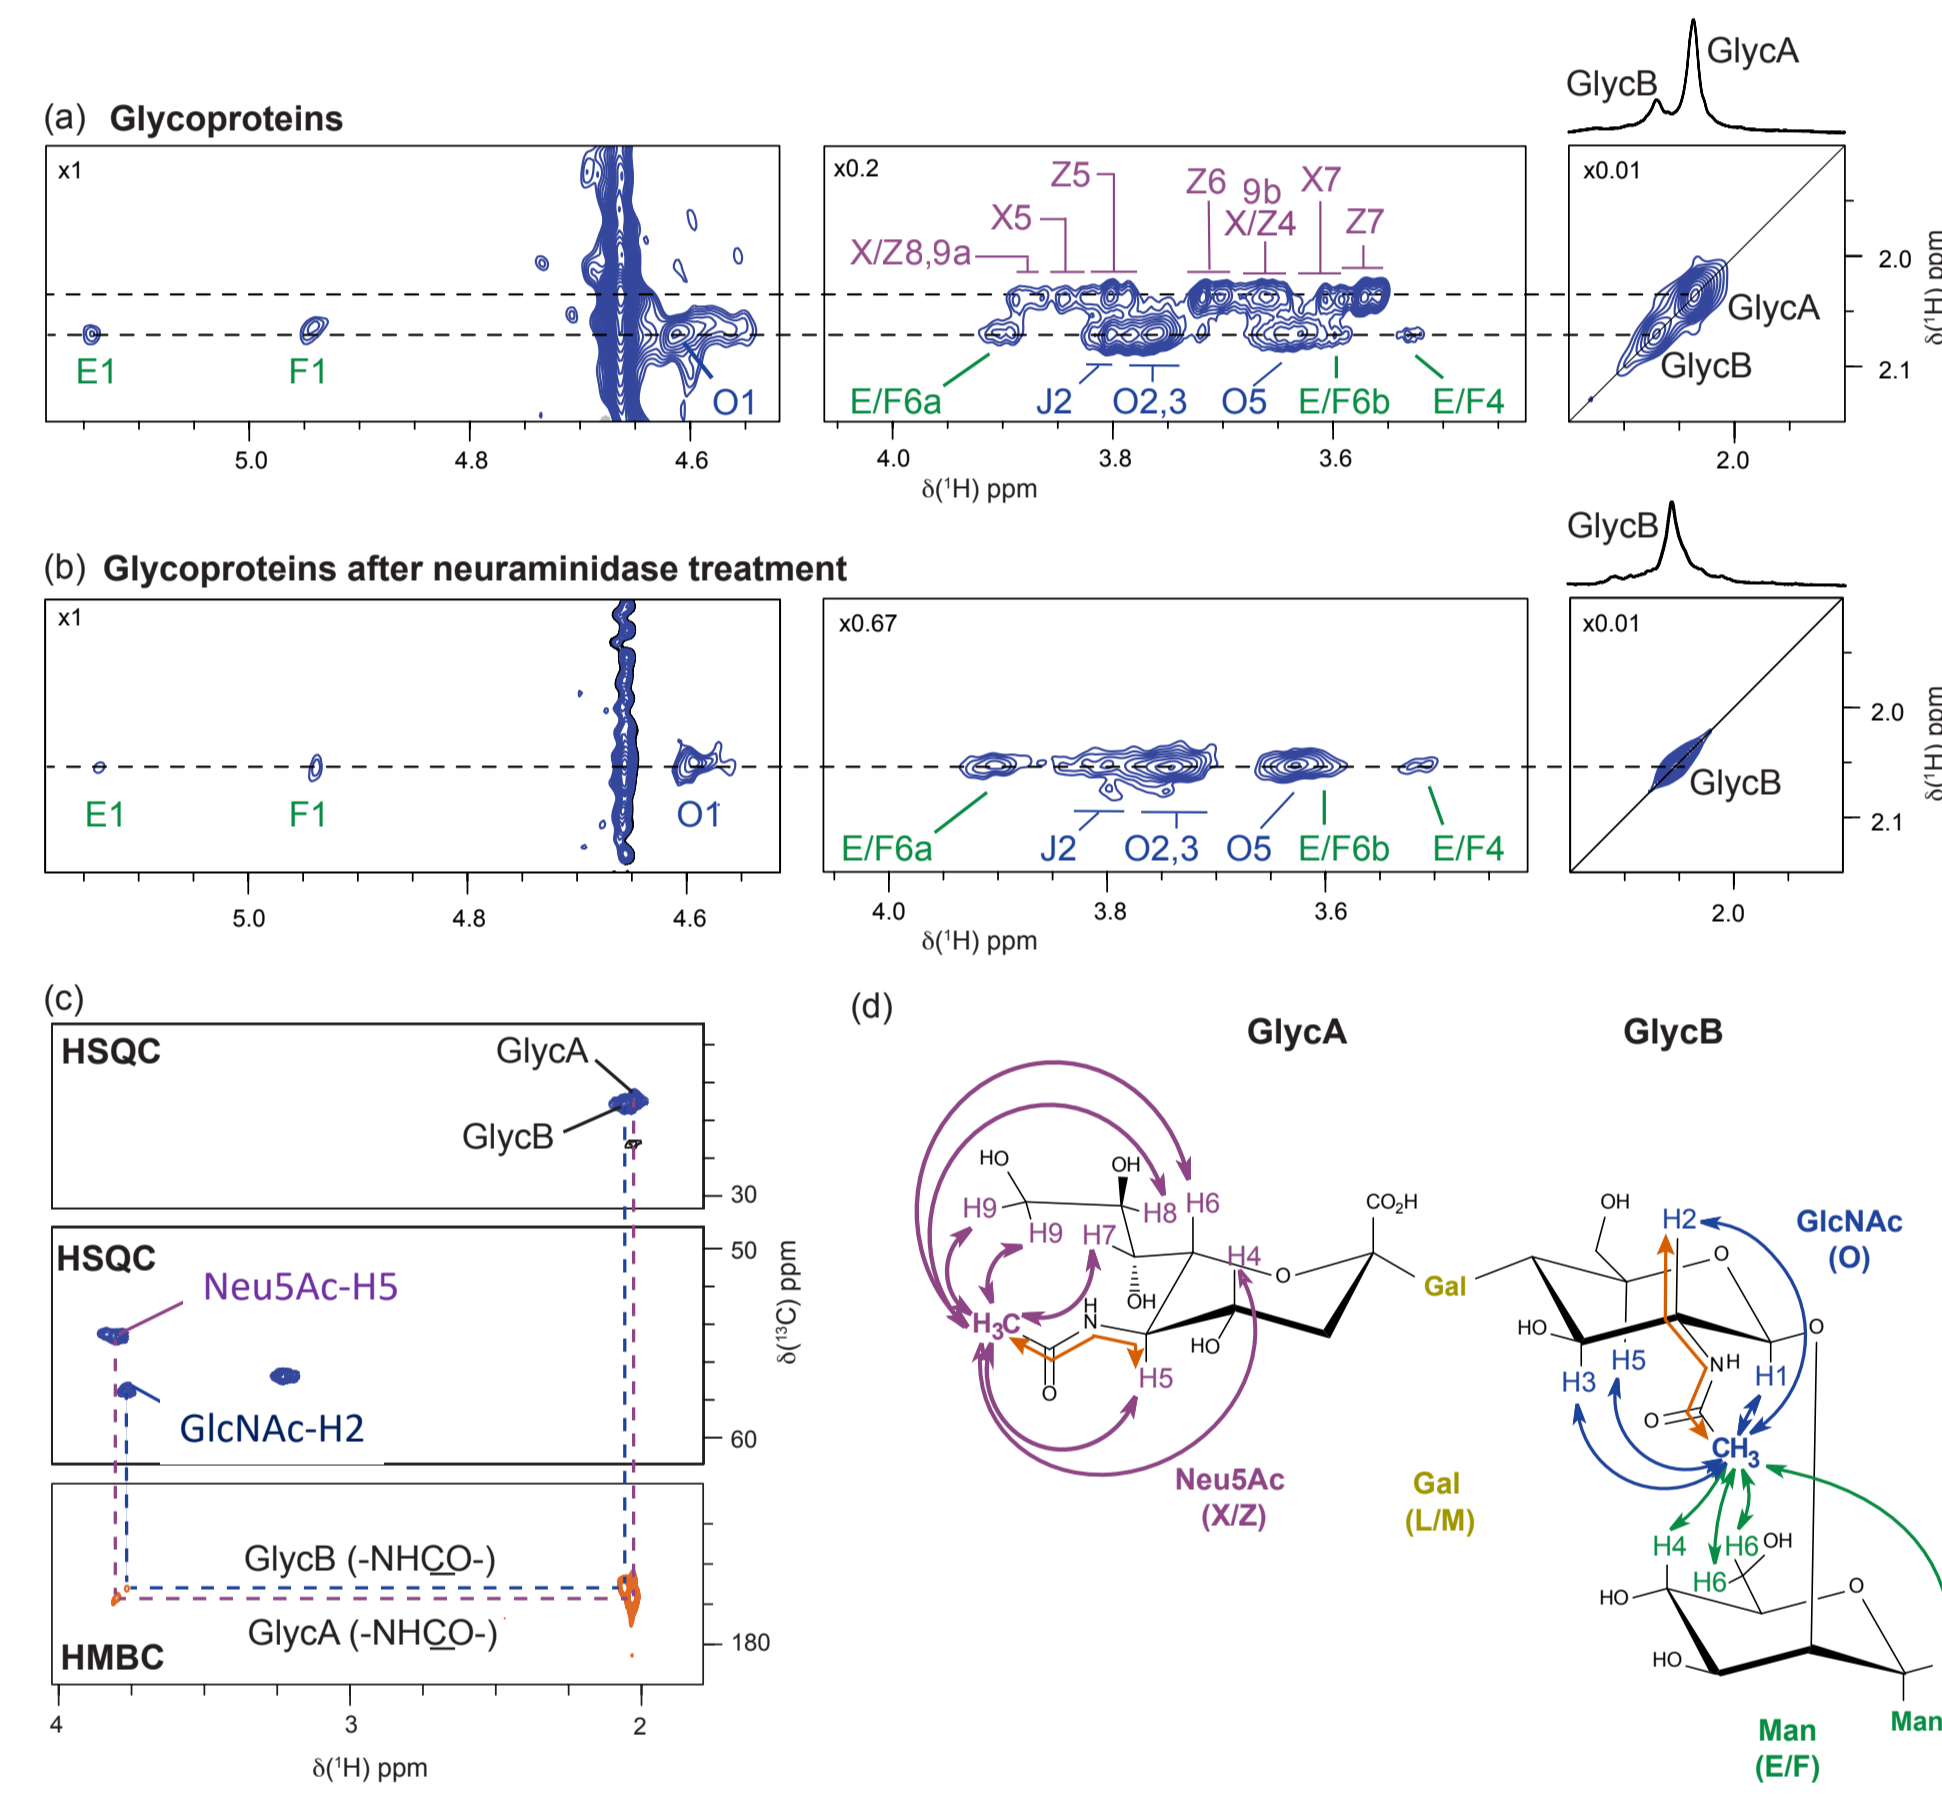 GlycA
GlycB
(a) Glycoproteins
x1
E1
F1
O1
5.0
4.8
4.6
x0.2
Z5
X5
X/Z8,9a
Z6
9b
X/Z4
X7
Z7
E/F6a
J2
O2,3
O5
E/F6b
E/F4
4.0
3.8
3.6
δ(¹H) ppm
x0.01
GlycA
GlycB
2.0
2.1
2.0
δ(¹H) ppm
(b) Glycoproteins after neuraminidase treatment
GlycB
x1
E1
F1
O1
5.0
4.8
4.6
x0.67
E/F6a
J2
O2,3
O5
E/F6b
E/F4
4.0
3.8
3.6
δ(¹H) ppm
x0.01
GlycB
2.0
2.1
2.0
δ(¹H) ppm
(c)
HSQC
GlycA
GlycB
30
HSQC
Neu5Ac-H5
GlcNAc-H2
50
60
δ(¹³C) ppm
GlycB (-NHCO-)
GlycA (-NHCO-)
HMBC
180
4
3
2
δ(¹H) ppm
(d)
GlycA
GlycB
HO
OH
H9
H9
H8
H6
H7
H4
CO₂H
O
OH
H₃C
H
N
HO
H5
O
Neu5Ac
(X/Z)
Gal
Gal
(L/M)
OH
H2
O
GlcNAc
(O)
HO
H3
H5
NH
H1
O
O
CH₃
H4
H6
OH
H6
HO
O
HO
Man
(E/F)
Man